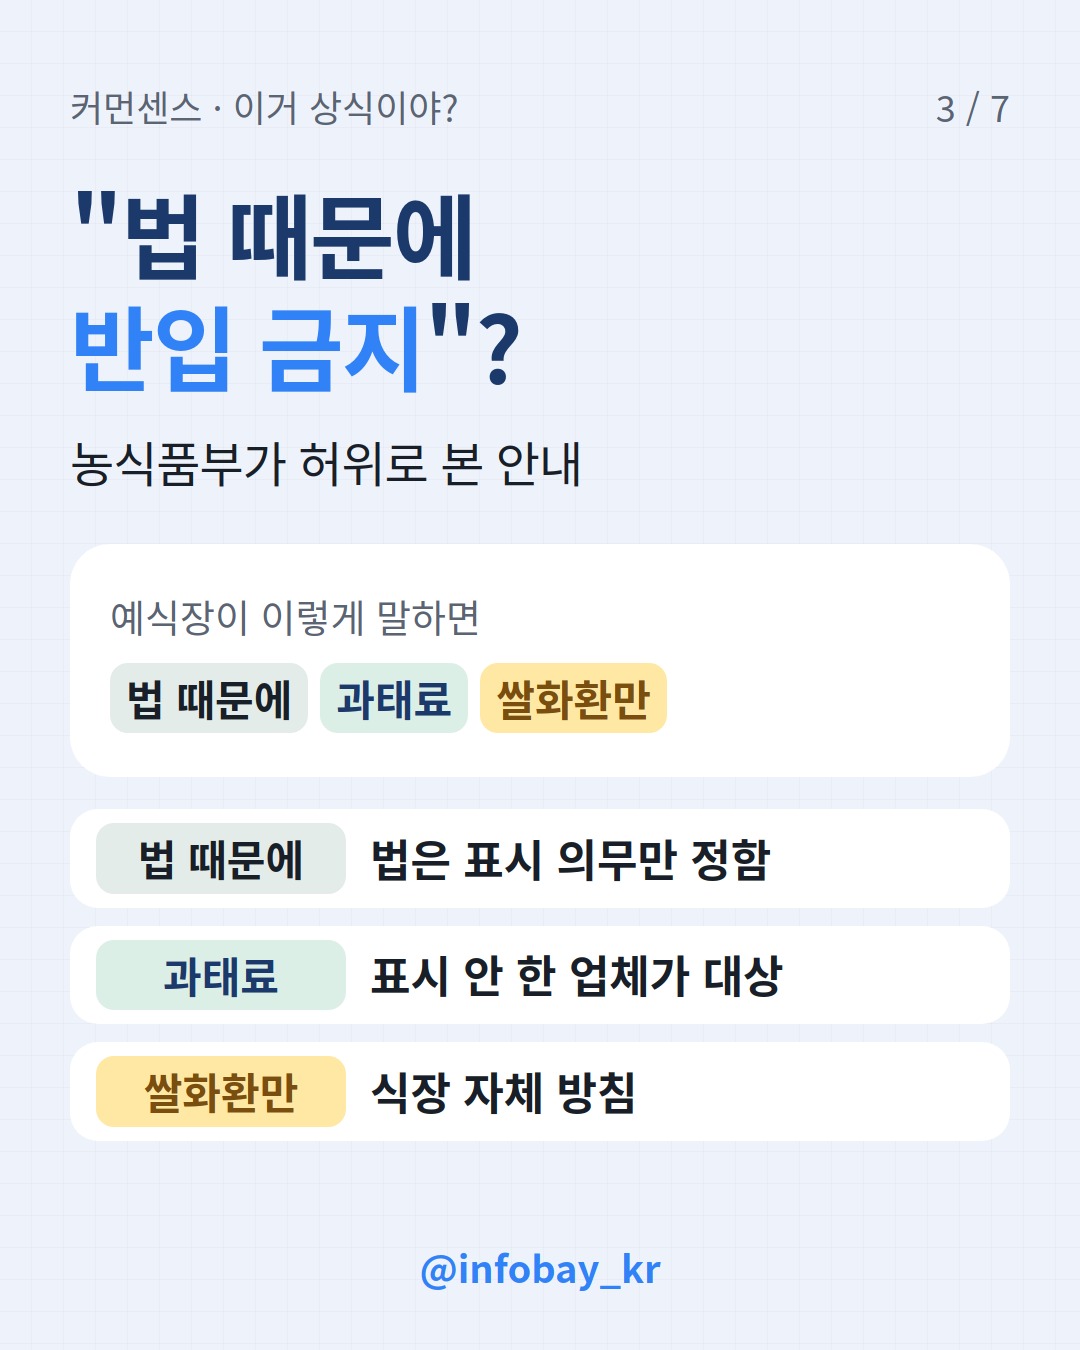 커먼센스 · 이거 상식이야?
3 / 7
"법 때문에
반입 금지"?
농식품부가 허위로 본 안내
예식장이 이렇게 말하면
법 때문에 과태료 쌀화환만
법 때문에 법은 표시 의무만 정함
과태료 표시 안 한 업체가 대상
쌀화환만 식장 자체 방침
@infobay_kr